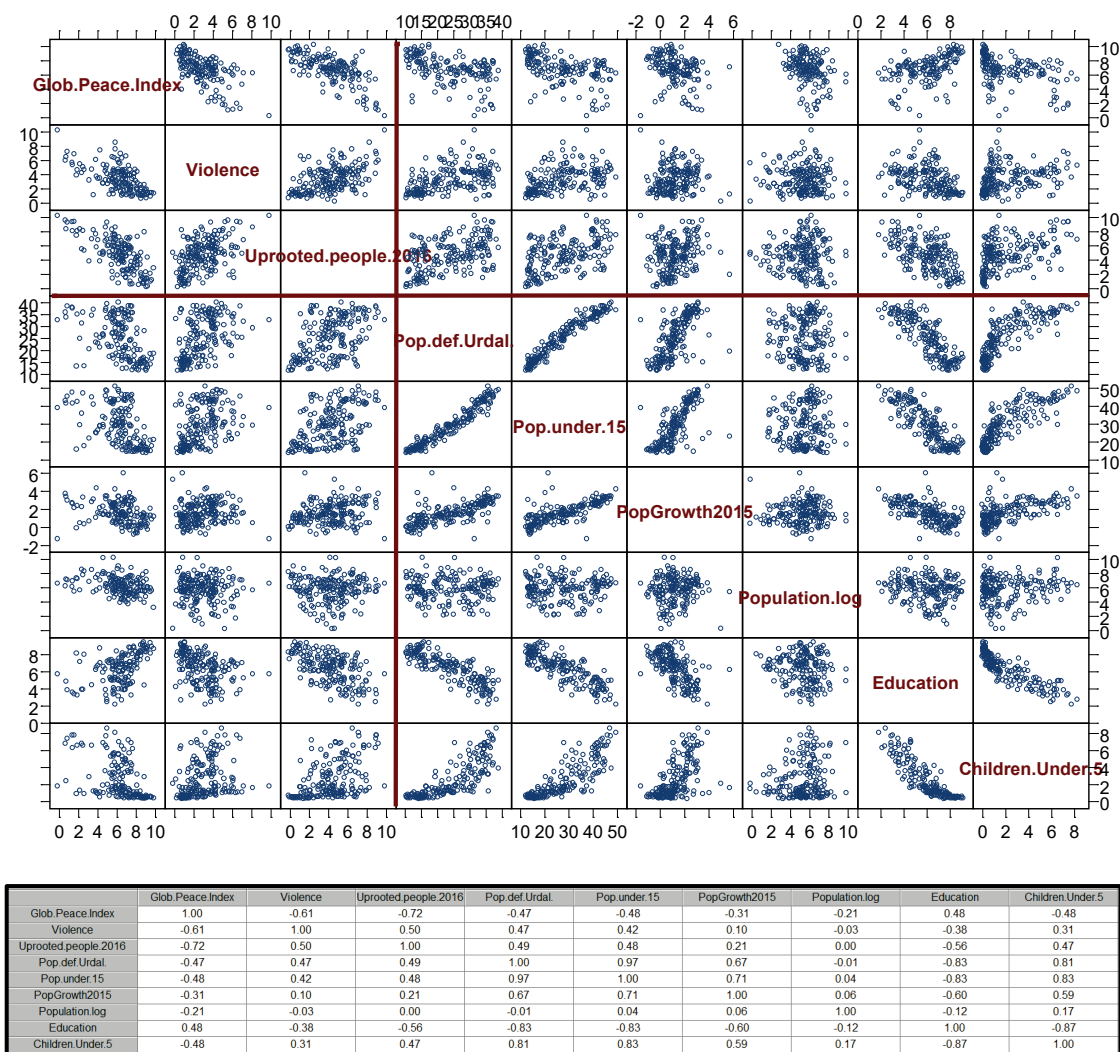 0 2 4 6 8 10 0 2 4 6 8 10 10 15 20 25 30 35 40 -2 0 2 4 6 0 2 4 6 8
Glob.Peace.Index 0 2 4 6 8 10
0 2 4 6 8 10 Violence
Uprooted.people.2016 0 2 4 6 8 10
10 15 20 25 30 35 40 Pop.def.Urdal.
Pop.under.15 10 20 30 40 50
-2 0 2 4 6 PopGrowth2015
Population.log 0 2 4 6 8 10
0 2 4 6 8 Education
Children.Under.5 0 2 4 6 8
0 2 4 6 8 10 0 2 4 6 8 10 10 20 30 40 50 0 2 4 6 8 10 0 2 4 6 8
Glob.Peace.Index Violence Uprooted.people.2016 Pop.def.Urdal. Pop.under.15 PopGrowth2015 Population.log Education Children.Under.5
Glob.Peace.Index 1.00 -0.61 -0.72 -0.47 -0.48 -0.31 -0.21 0.48 -0.48
Violence -0.61 1.00 0.50 0.47 0.42 0.10 -0.03 -0.38 0.31
Uprooted.people.2016 -0.72 0.50 1.00 0.49 0.48 0.21 0.00 -0.56 0.47
Pop.def.Urdal. -0.47 0.47 0.49 1.00 0.97 0.67 -0.01 -0.83 0.81
Pop.under.15 -0.48 0.42 0.48 0.97 1.00 0.71 0.04 -0.83 0.83
PopGrowth2015 -0.31 0.10 0.21 0.67 0.71 1.00 0.06 -0.60 0.59
Population.log -0.21 -0.03 0.00 -0.01 0.04 0.06 1.00 -0.12 0.17
Education 0.48 -0.38 -0.56 -0.83 -0.83 -0.60 -0.12 1.00 -0.87
Children.Under.5 -0.48 0.31 0.47 0.81 0.83 0.59 0.17 -0.87 1.00